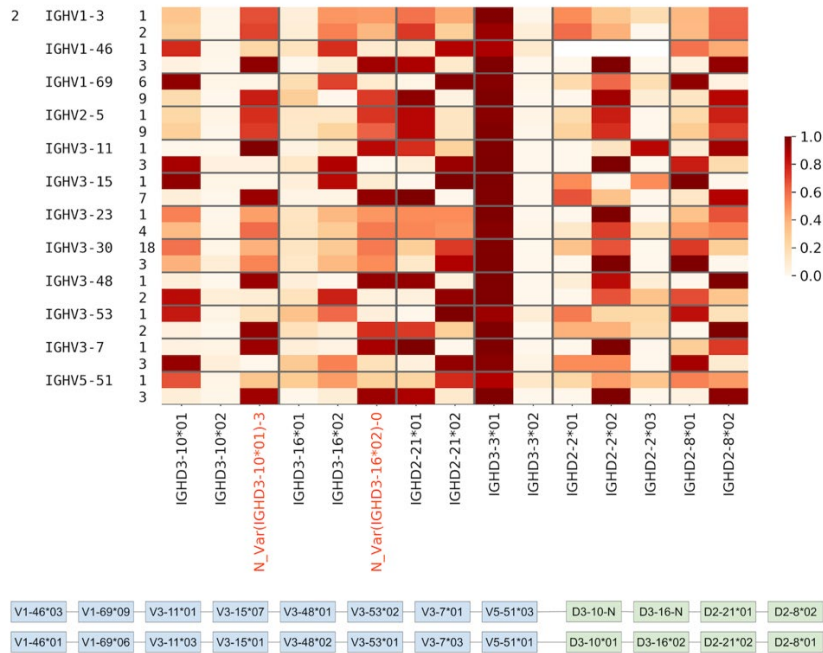 2 IGHV1-3 1
2
IGHV1-46 1
3
IGHV1-69 6
9
IGHV2-5 1
9
IGHV3-11 1
3
IGHV3-15 1
7
IGHV3-23 1
4
IGHV3-30 18
3
IGHV3-48 1
2
IGHV3-53 1
2
IGHV3-7 1
3
IGHV5-51 1
3
1.0
0.8
0.6
0.4
0.2
0.0
IGHD3-10*01
IGHD3-10*02
N_Var(IGHD3-10*01)-3
IGHD3-16*01
IGHD3-16*02
N_Var(IGHD3-16*02)-0
IGHD2-21*01
IGHD2-21*02
IGHD3-3*01
IGHD3-3*02
IGHD2-2*01
IGHD2-2*02
IGHD2-2*03
IGHD2-8*01
IGHD2-8*02
V1-46*03 V1-69*09 V3-11*01 V3-15*07 V3-48*01 V3-53*02 V3-7*01 V5-51*03 D3-10-N D3-16-N D2-21*01 D2-8*02
V1-46*01 V1-69*06 V3-11*03 V3-15*01 V3-48*02 V3-53*01 V3-7*03 V5-51*01 D3-10*01 D3-16*02 D2-21*02 D2-8*01